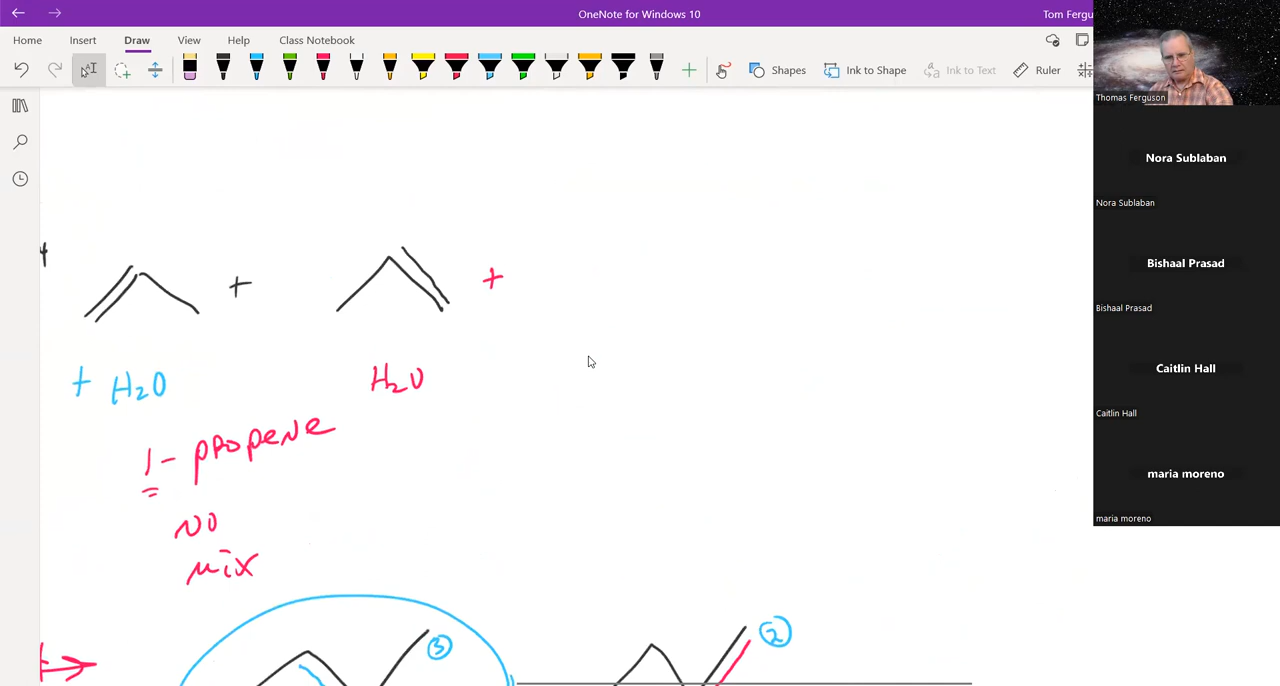 OneNote for Windows 10
Tom Fergu
Home
Insert
Draw
View
Help
Class Notebook
Shapes
Ink to Shape
Ink to Text
Ruler
Thomas Ferguson
Nora Sublaban
Nora Sublaban
Bishaal Prasad
Bishaal Prasad
Caitlin Hall
Caitlin Hall
maria moreno
maria moreno
4
+ +
+ H₂O H₂O
1- propene
NO
mix
3 2